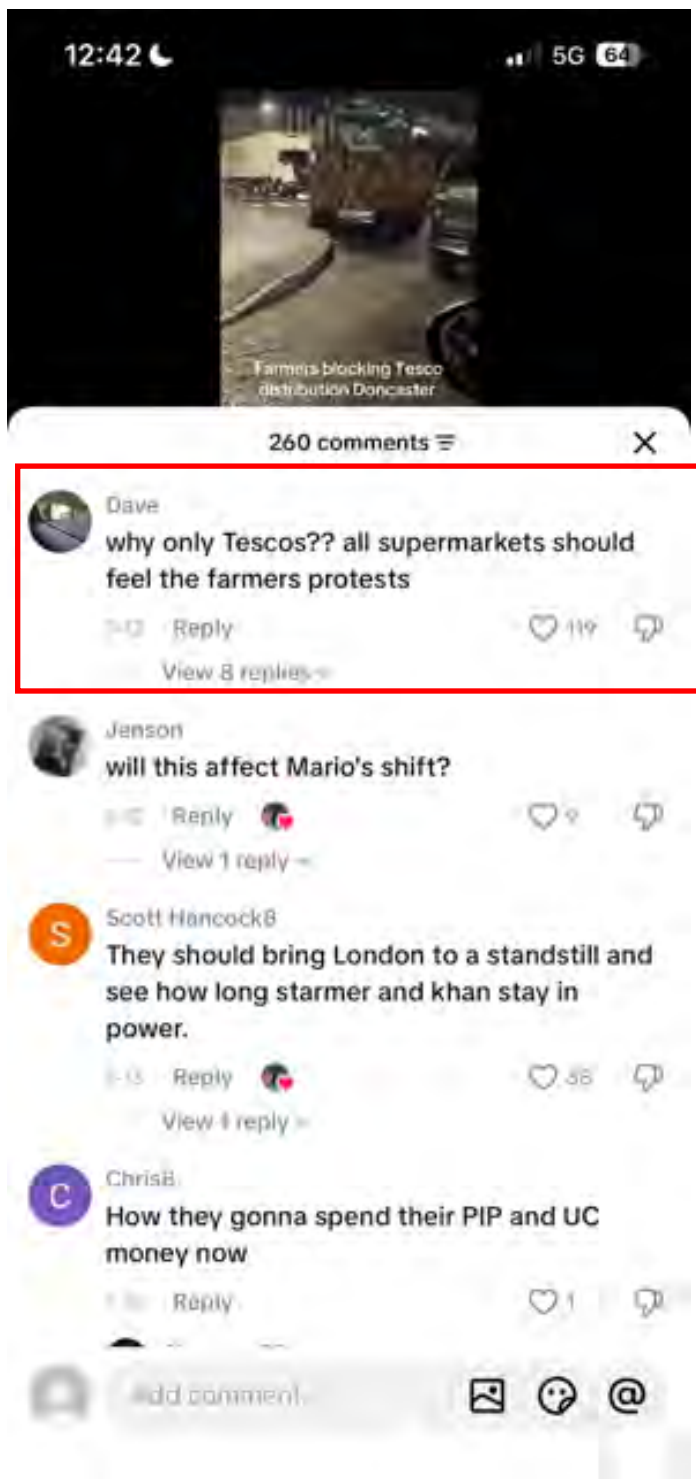 12:42
5G 64
Farmers blocking Tesco
distribution Doncaster
260 comments
Dave
why only Tescos?? all supermarkets should
feel the farmers protests
Reply 119
View 8 replies
Jenson
will this affect Mario's shift?
Reply 9
View 1 reply
Scott Hancock8
They should bring London to a standstill and
see how long starmer and khan stay in
power.
Reply 38
View 1 reply
How they gonna spend their PIP and UC
money now
Reply 1
Add comment